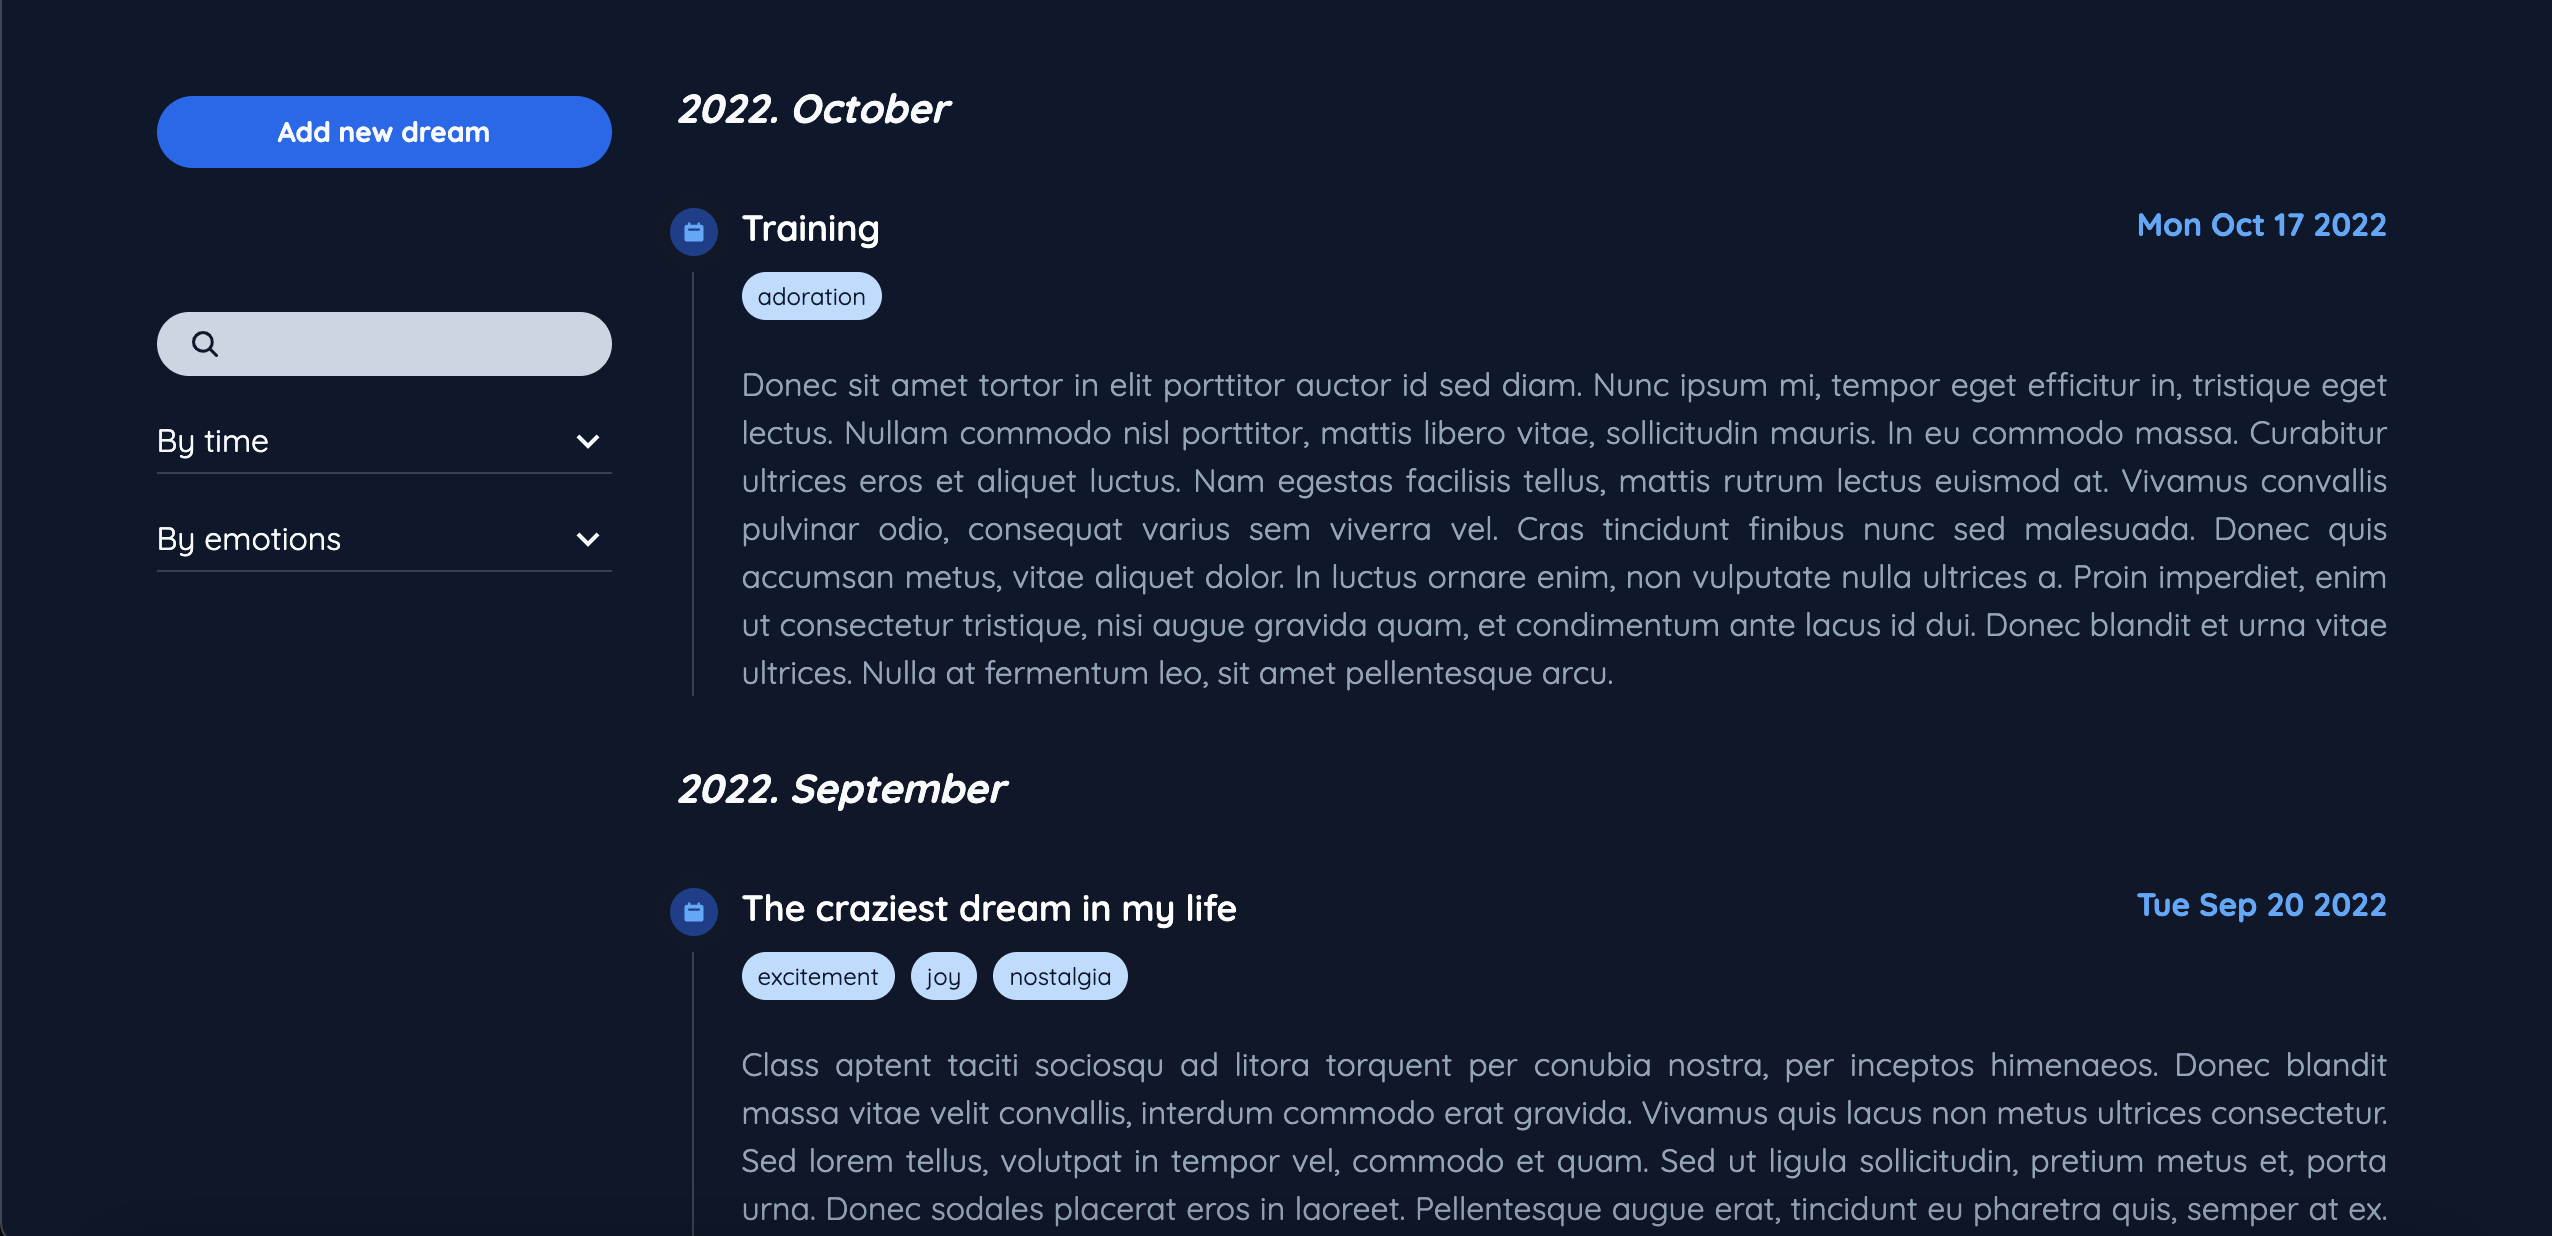 Add new dream
By time
By emotions
2022. October
Training
Mon Oct 17 2022
adoration
Donec sit amet tortor in elit porttitor auctor id sed diam. Nunc ipsum mi, tempor eget efficitur in, tristique eget
lectus. Nullam commodo nisl porttitor, mattis libero vitae, sollicitudin mauris. In eu commodo massa. Curabitur
ultrices eros et aliquet luctus. Nam egestas facilisis tellus, mattis rutrum lectus euismod at. Vivamus convallis
pulvinar odio, consequat varius sem viverra vel. Cras tincidunt finibus nunc sed malesuada. Donec quis
accumsan metus, vitae aliquet dolor. In luctus ornare enim, non vulputate nulla ultrices a. Proin imperdiet, enim
ut consectetur tristique, nisi augue gravida quam, et condimentum ante lacus id dui. Donec blandit et urna vitae
ultrices. Nulla at fermentum leo, sit amet pellentesque arcu.
2022. September
The craziest dream in my life
Tue Sep 20 2022
excitement joy nostalgia
Class aptent taciti sociosqu ad litora torquent per conubia nostra, per inceptos himenaeos. Donec blandit
massa vitae velit convallis, interdum commodo erat gravida. Vivamus quis lacus non metus ultrices consectetur.
Sed lorem tellus, volutpat in tempor vel, commodo et quam. Sed ut ligula sollicitudin, pretium metus et, porta
urna. Donec sodales placerat eros in laoreet. Pellentesque augue erat, tincidunt eu pharetra quis, semper at ex.